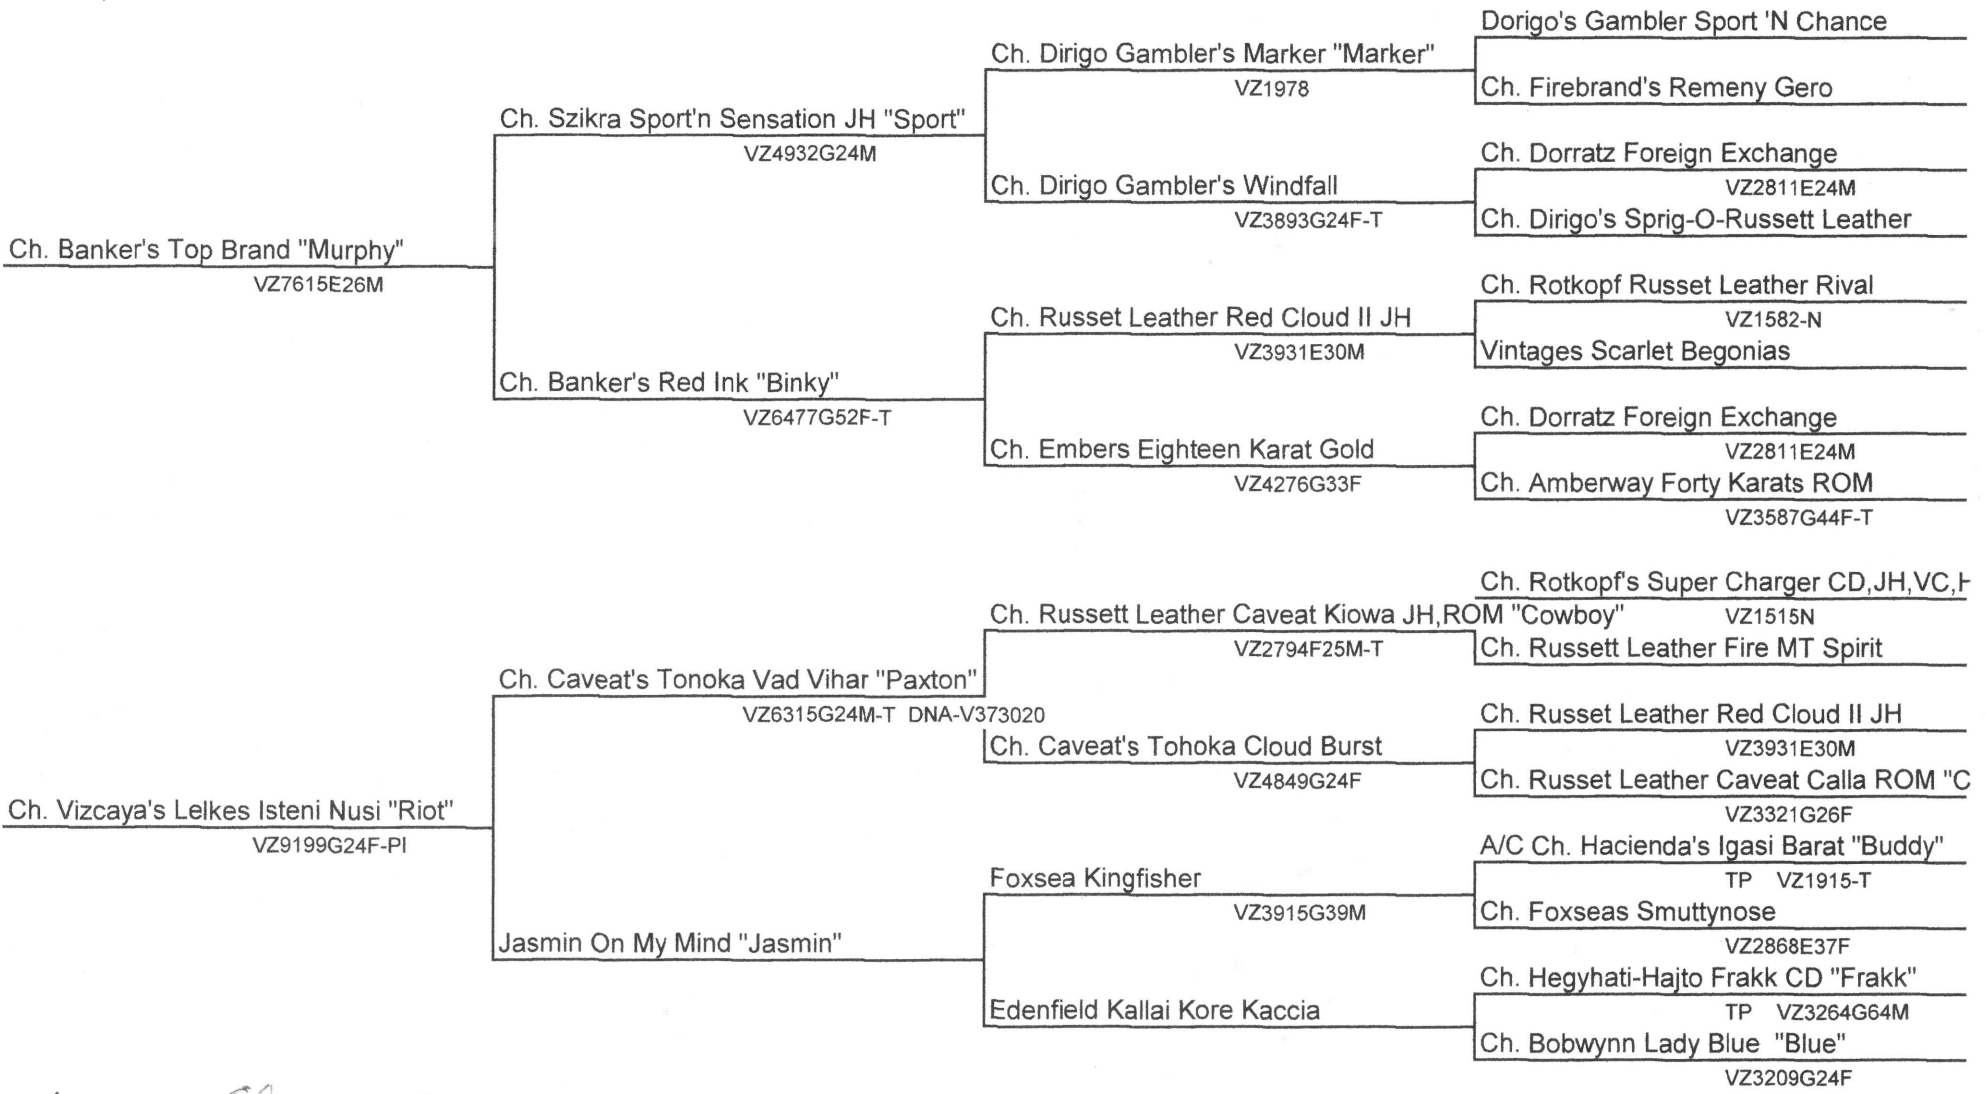 Dorigo's Gambler Sport 'N Chance
Ch. Dirigo Gambler's Marker "Marker"
VZ1978
Ch. Firebrand's Remeny Gero
Ch. Szikra Sport'n Sensation JH "Sport"
VZ4932G24M
Ch. Dorratz Foreign Exchange
VZ2811E24M
Ch. Dirigo Gambler's Windfall
VZ3893G24F-T
Ch. Dirigo's Sprig-O-Russett Leather
Ch. Banker's Top Brand "Murphy"
VZ7615E26M
Ch. Rotkopf Russet Leather Rival
VZ1582-N
Ch. Russet Leather Red Cloud II JH
VZ3931E30M
Vintages Scarlet Begonias
Ch. Banker's Red Ink "Binky"
VZ6477G52F-T
Ch. Dorratz Foreign Exchange
VZ2811E24M
Ch. Embers Eighteen Karat Gold
VZ4276G33F
Ch. Amberway Forty Karats ROM
VZ3587G44F-T
Ch. Rotkopf's Super Charger CD,JH,VC,
VZ1515N
Ch. Russett Leather Caveat Kiowa JH,ROM "Cowboy"
VZ2794F25M-T
Ch. Russett Leather Fire MT Spirit
Ch. Caveat's Tonoka Vad Vihar "Paxton"
VZ6315G24M-T DNA-V373020
Ch. Russet Leather Red Cloud II JH
VZ3931E30M
Ch. Caveat's Tohoka Cloud Burst
VZ4849G24F
Ch. Russet Leather Caveat Calla ROM "C
VZ3321G26F
Ch. Vizcaya's Lelkes Isteni Nusi "Riot"
VZ9199G24F-PI
A/C Ch. Hacienda's Igasi Barat "Buddy"
TP VZ1915-T
Foxsea Kingfisher
VZ3915G39M
Ch. Foxseas Smuttynose
VZ2868E37F
Jasmin On My Mind "Jasmin"
Ch. Hegyhati-Hajto Frakk CD "Frakk"
TP VZ3264G64M
Edenfield Kallai Kore Kaccia
Ch. Bobwynn Lady Blue "Blue"
VZ3209G24F